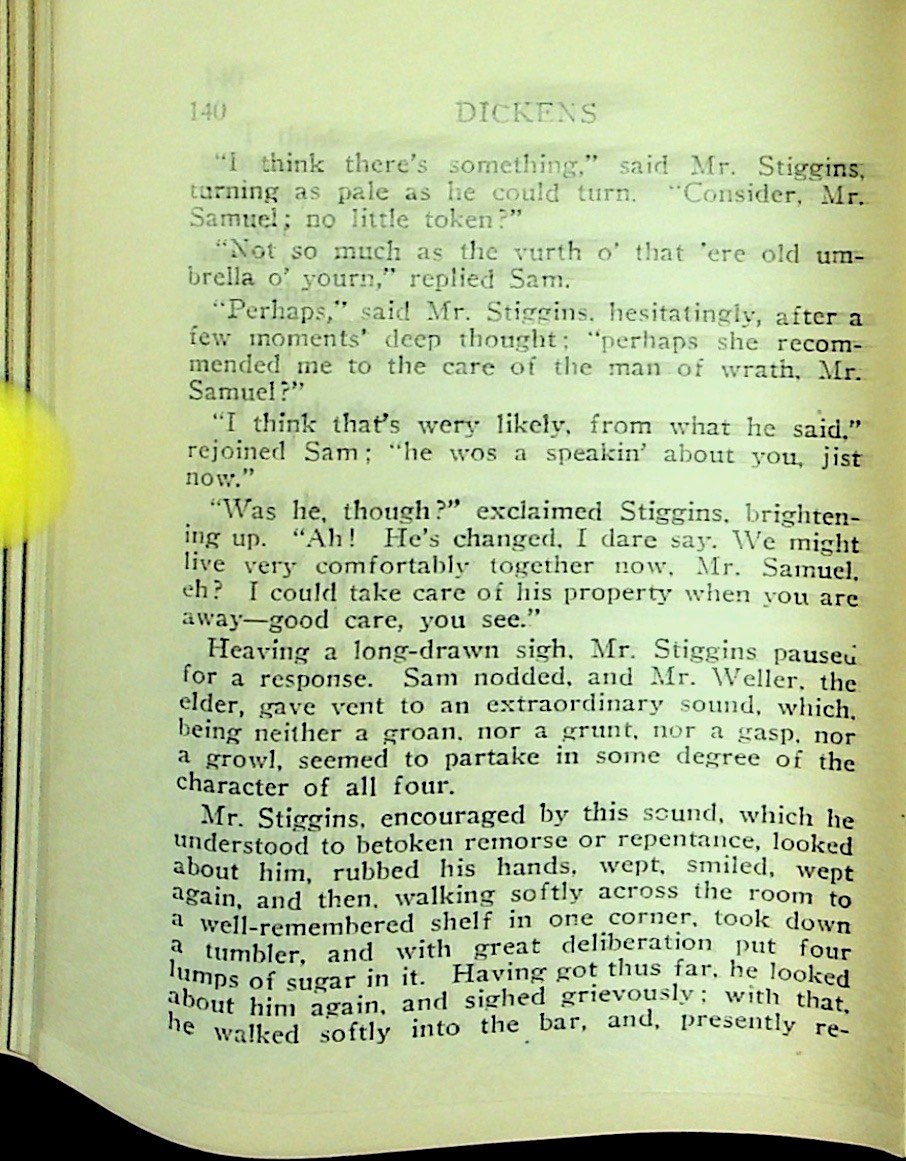 140 DICKENS
"I think there's something," said Mr. Stiggins,
turning as pale as he could turn. "Consider, Mr.
Samuel; no little token?"
"Not so much as the vurth o' that 'ere old um-
brella o' yourn," replied Sam.
"Perhaps," said Mr. Stiggins, hesitatingly, after a
few moments' deep thought; "perhaps she recom-
mended me to the care of the man of wrath, Mr.
Samuel?"
"I think that's wery likely, from what he said,"
rejoined Sam; "he wos a speakin' about you, jist
now."
"Was he, though?" exclaimed Stiggins, brighten-
ing up. "Ah! He's changed, I dare say. We might
live very comfortably together now, Mr. Samuel,
eh? I could take care of his property when you are
away—good care, you see."
Heaving a long-drawn sigh, Mr. Stiggins paused
for a response. Sam nodded, and Mr. Weller, the
elder, gave vent to an extraordinary sound, which,
being neither a groan, nor a grunt, nor a gasp, nor
a growl, seemed to partake in some degree of the
character of all four.
Mr. Stiggins, encouraged by this sound, which he
understood to betoken remorse or repentance, looked
about him, rubbed his hands, wept, smiled, wept
again, and then, walking softly across the room to
a well-remembered shelf in one corner, took down
a tumbler, and with great deliberation put four
lumps of sugar in it. Having got thus far, he looked
about him again, and sighed grievously; with that,
he walked softly into the bar, and, presently re-